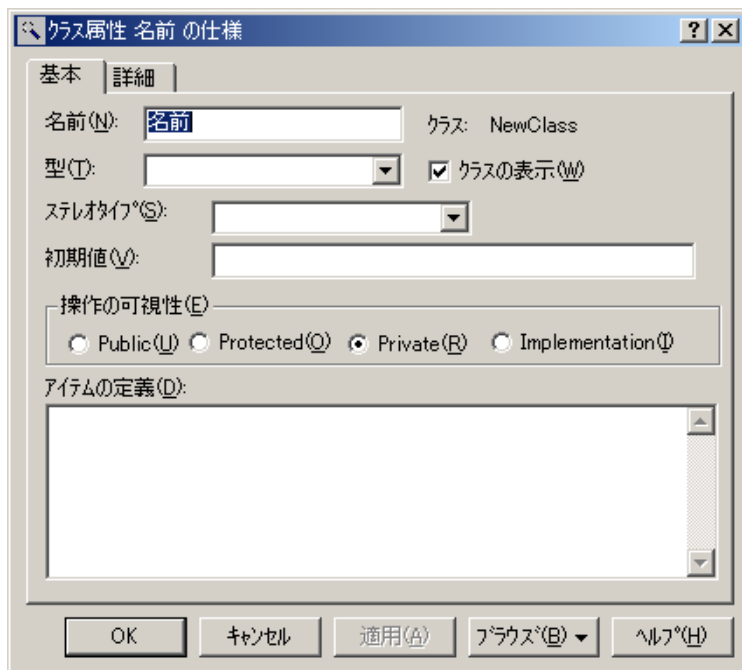 クラス属性 名前 の仕様
基本 詳細
名前(N): 名前 クラス: NewClass
型(T): クラスの表示(W)
ステレオタイプ(S):
初期値(V):
操作の可視性(E)
Public(U) Protected(O) Private(R) Implementation(I)
アイテムの定義(D):
OK キャンセル 適用(A) ブラウズ(B) ヘルプ(H)